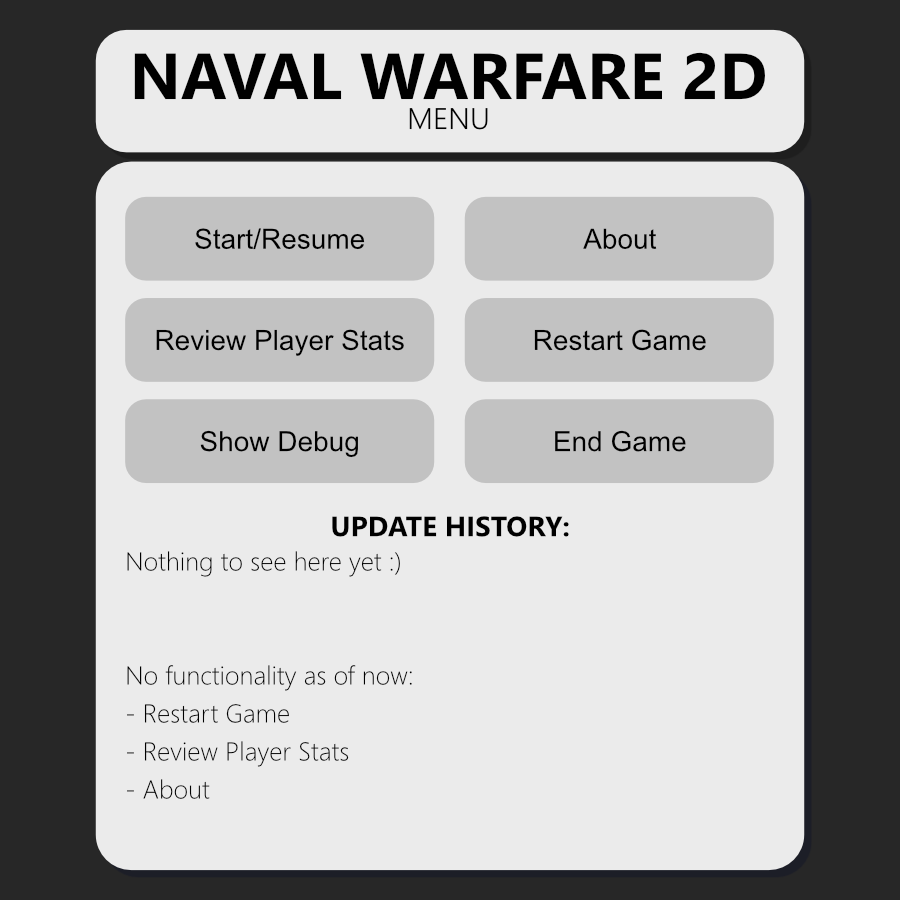 NAVAL WARFARE 2D
MENU
Start/Resume
About
Review Player Stats
Restart Game
Show Debug
End Game
UPDATE HISTORY:
Nothing to see here yet :)
No functionality as of now:
- Restart Game
- Review Player Stats
- About